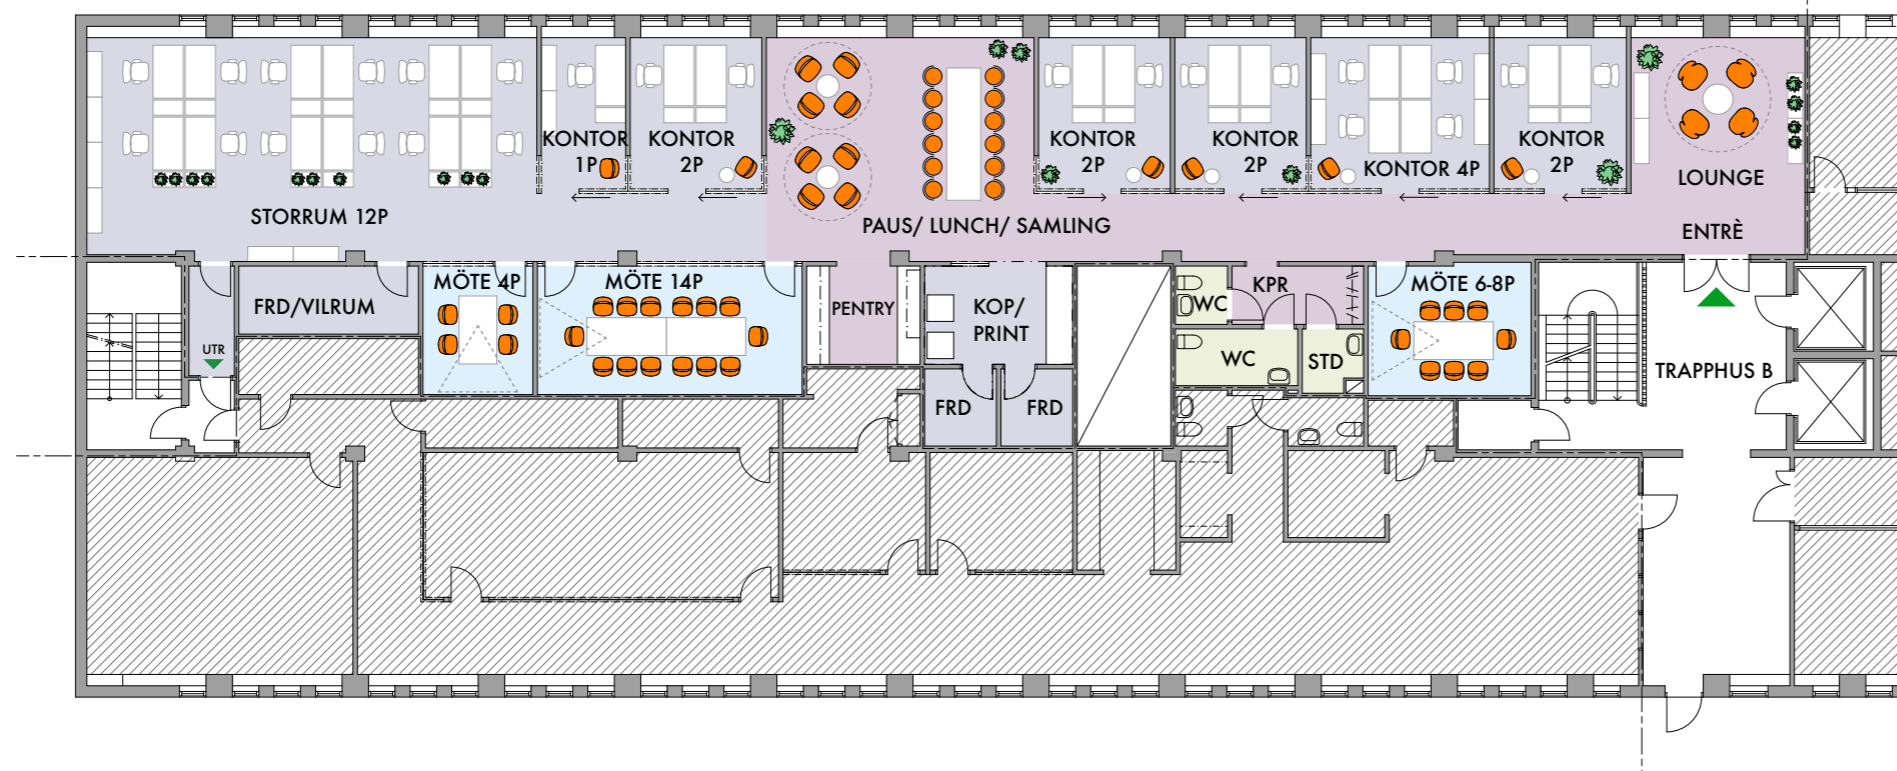 KONTOR
1P
KONTOR
2P
KONTOR
2P
KONTOR
2P
KONTOR 4P
KONTOR
2P
LOUNGE
STORRUM 12P
PAUS/ LUNCH/ SAMLING
ENTRÈ
FRD/VILRUM
MÖTE 4P
MÖTE 14P
PENTRY
KOP/
PRINT
WC
KPR
MÖTE 6-8P
UTR
WC
STD
TRAPPHUS B
FRD
FRD